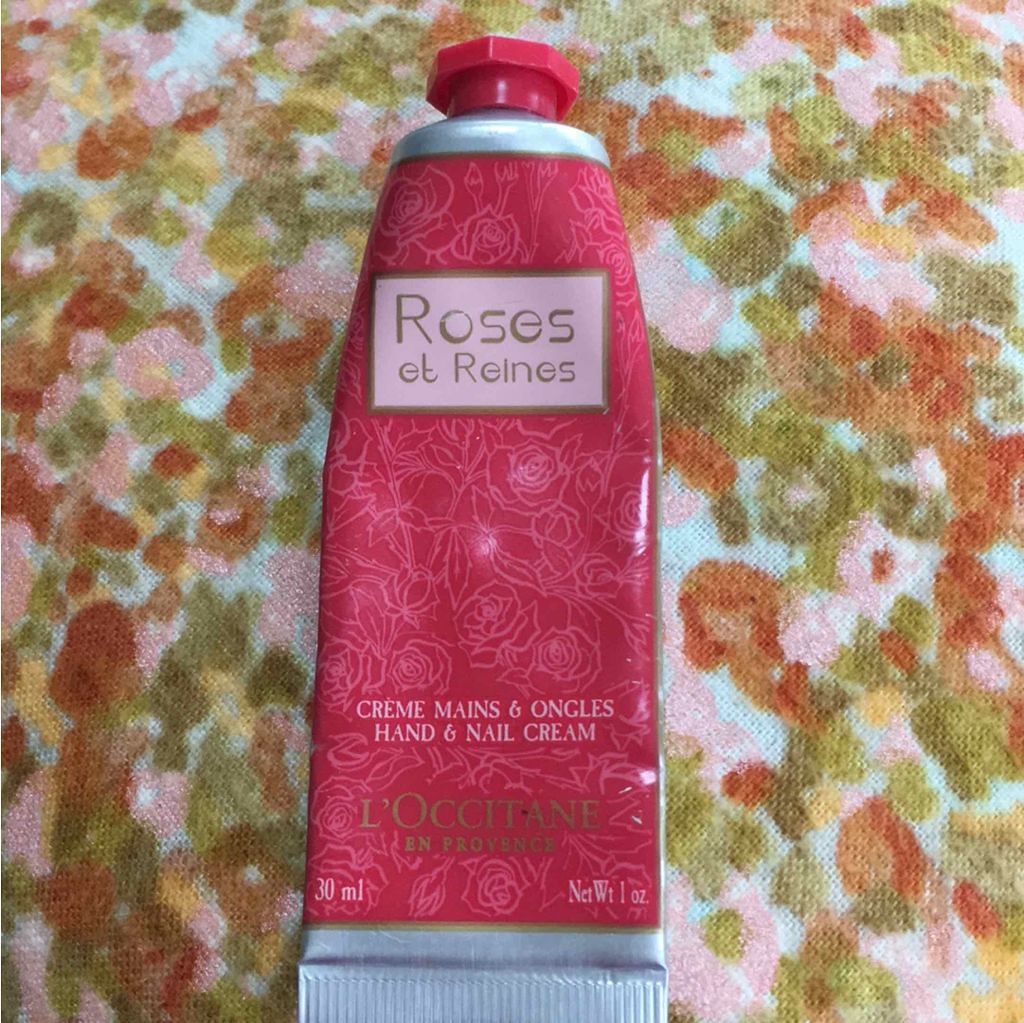 Roses
et Reines
CRÈME MAINS & ONGLES
HAND & NAIL CREAM
L'OCCITANE
EN PROVENCE
30 ml
NetWt 1 oz.